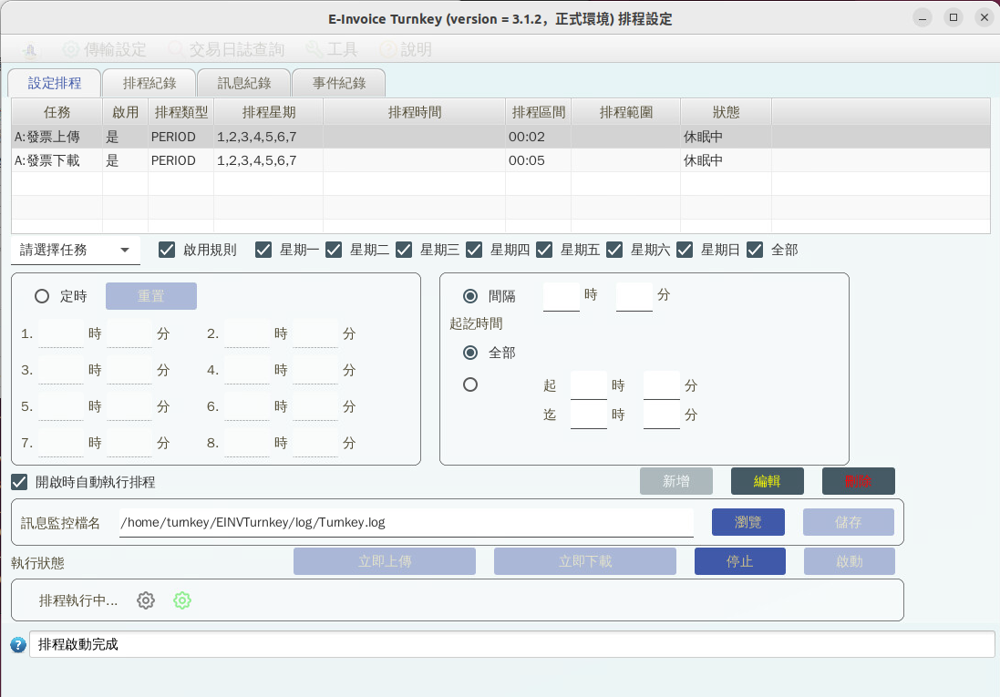 E-Invoice Turnkey (version = 3.1.2，正式環境) 排程設定
傳輸設定 交易日誌查詢 工具 說明
設定排程 排程紀錄 訊息紀錄 事件紀錄
任務 啟用 排程類型 排程星期 排程時間 排程區間 排程範圍 狀態
A:發票上傳 是 PERIOD 1,2,3,4,5,6,7 00:02 休眠中
A:發票下載 是 PERIOD 1,2,3,4,5,6,7 00:05 休眠中
請選擇任務 啟用規則 星期一 星期二 星期三 星期四 星期五 星期六 星期日 全部
定時 重置
1. 時 分 2. 時 分
3. 時 分 4. 時 分
5. 時 分 6. 時 分
7. 時 分 8. 時 分
間隔 時 分
起訖時間
全部
起 時 分
迄 時 分
開啟時自動執行排程 新增 編輯 刪除
訊息監控檔名 /home/turnkey/EINVTurnkey/log/Turnkey.log 瀏覽 儲存
執行狀態 立即上傳 立即下載 停止 啟動
排程執行中...
? 排程啟動完成